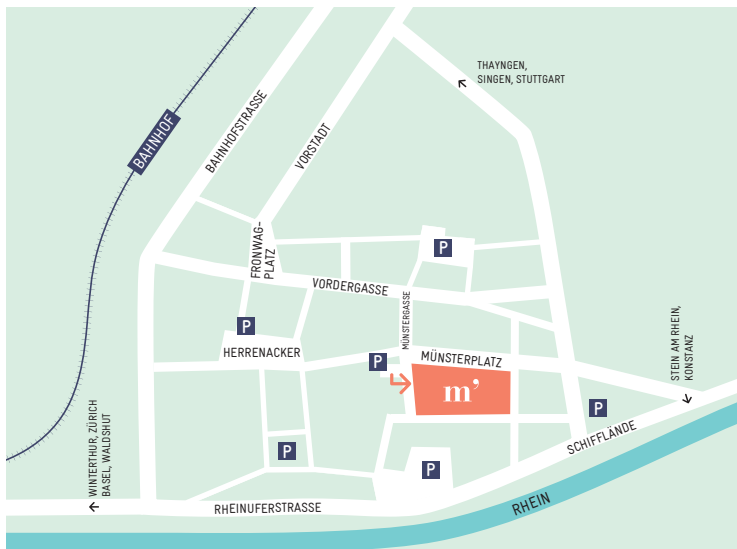 THAYNGEN,
SINGEN, STUTTGART
BAHNHOF
BAHNHOFSTRASSE
VORSTADT
FRONWAG-
PLATZ
P
VORDERGASSE
MÜNSTERGASSE
P
HERRENACKER
P
MÜNSTERPLATZ
STEIN AM RHEIN,
KONSTANZ
m’
P
SCHIFFLÄNDE
P
P
WINTERTHUR, ZÜRICH
BASEL, WALDSHUT
RHEINUFERSTRASSE
RHEIN